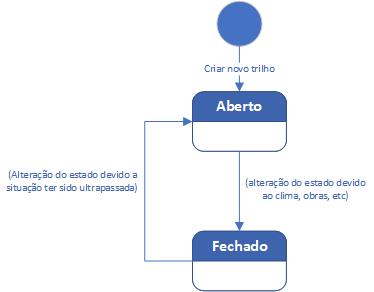 Criar novo trilho
Aberto
(Alteração do estado devido a
situação ter sido ultrapassada)
(alteração do estado devido
ao clima, obras, etc)
Fechado